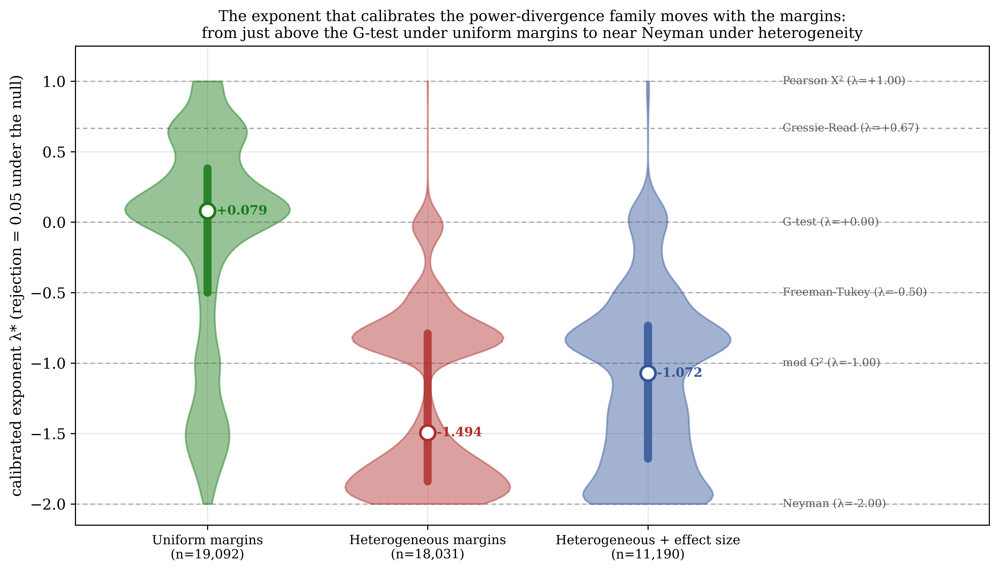 The exponent that calibrates the power-divergence family moves with the margins:
from just above the G-test under uniform margins to near Neyman under heterogeneity
calibrated exponent λ* (rejection = 0.05 under the null)
1.0
0.5
0.0
−0.5
−1.0
−1.5
−2.0
Pearson X² (λ=+1.00)
Cressie-Read (λ=+0.67)
G-test (λ=+0.00)
Freeman-Tukey (λ=-0.50)
mod G² (λ=-1.00)
Neyman (λ=-2.00)
+0.079
-1.494
-1.072
Uniform margins
(n=19,092)
Heterogeneous margins
(n=18,031)
Heterogeneous + effect size
(n=11,190)